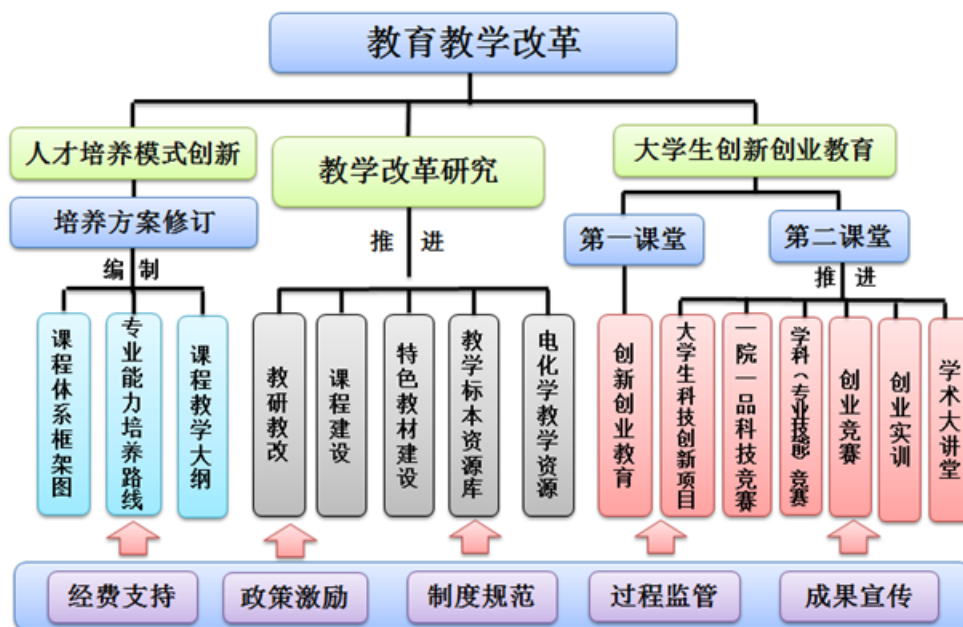 教育教学改革
人才培养模式创新
教学改革研究
大学生创新创业教育
培养方案修订
第一课堂
第二课堂
编制
推进
推进
课程体系框架图
专业能力培养路线
课程教学大纲
教研教改
课程建设
特色教材建设
教学标本资源库
电化学教学资源
创新创业教育
大学生科技创新项目
一院一品科技竞赛
学科（专业技能）竞赛
创业竞赛
创业实训
学术大讲堂
经费支持
政策激励
制度规范
过程监管
成果宣传